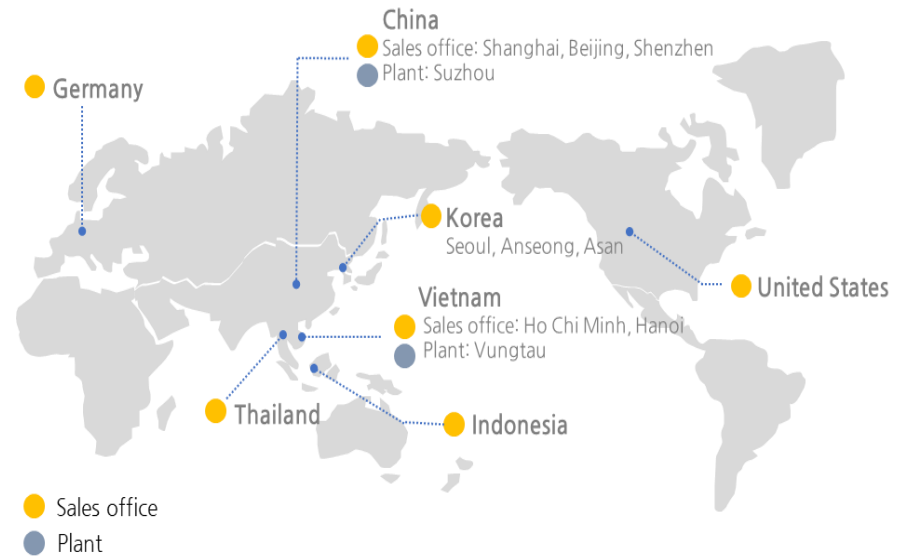 China
Sales office: Shanghai, Beijing, Shenzhen
Plant: Suzhou
Germany
Korea
Seoul, Anseong, Asan
United States
Vietnam
Sales office: Ho Chi Minh, Hanoi
Plant: Vungtau
Thailand
Indonesia
Sales office
Plant